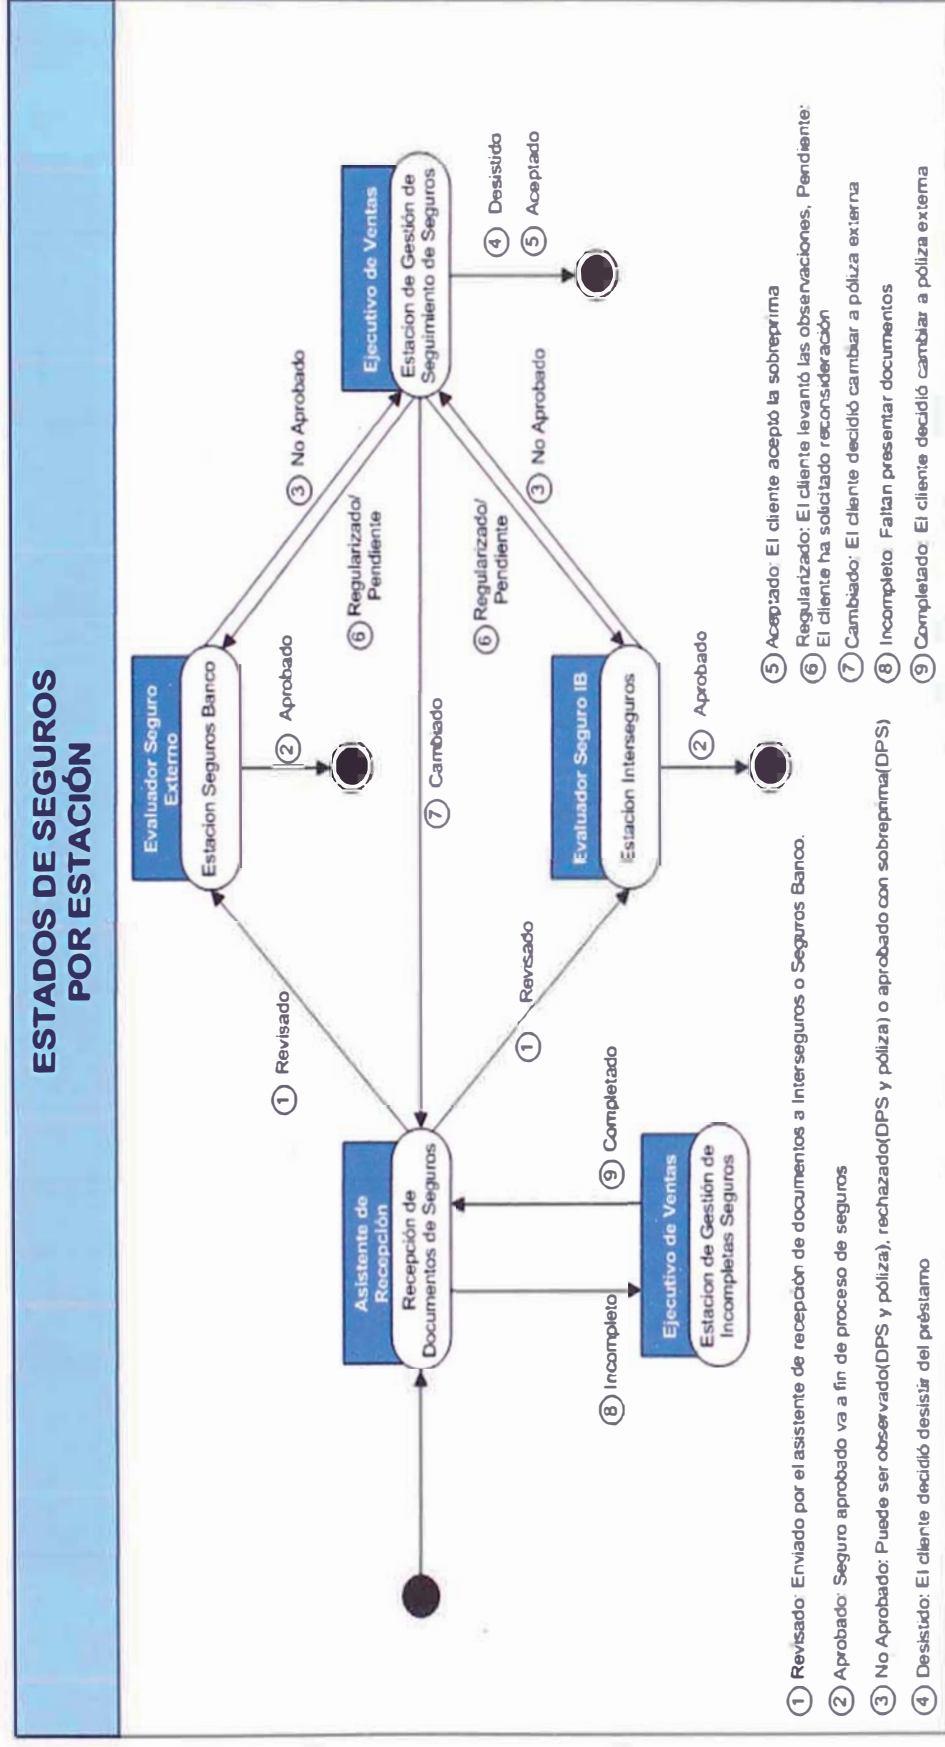 ESTADOS DE SEGUROS
POR ESTACIÓN
Evaluador Seguro
Externo
Estacion Seguros Banco
1 Revisado
2 Aprobado
3 No Aprobado
6 Regularizado/
Pendiente
Asistente de
Recepción
Recepción de
Documentos de Seguros
7 Cambiado
Ejecutivo de Ventas
Estacion de Gestión de
Seguimiento de Seguros
4 Desistido
5 Aceptado
1 Revisado
6 Regularizado/
Pendiente
3 No Aprobado
Evaluador Seguro IB
Estacion Interseguros
2 Aprobado
8 Incompleto
9 Completado
Ejecutivo de Ventas
Estacion de Gestión de
Incompletas Seguros
1 Revisado: Enviado por el asistente de recepción de documentos a Interseguros o Seguros Banco.
2 Aprobado: Seguro aprobado va a fin de proceso de seguros
3 No Aprobado: Puede ser observado(DPS y póliza), rechazado(DPS y póliza) o aprobado con sobreprima(DPS)
4 Desistido: El cliente decidió desistir del préstamo
5 Aceptado: El cliente aceptó la sobreprima
6 Regularizado: El cliente levantó las observaciones, Pendiente:
El cliente ha solicitado reconsideración
7 Cambiado: El cliente decidió cambiar a póliza externa
8 Incompleto: Faltan presentar documentos
9 Completado: El cliente decidió cambiar a póliza externa